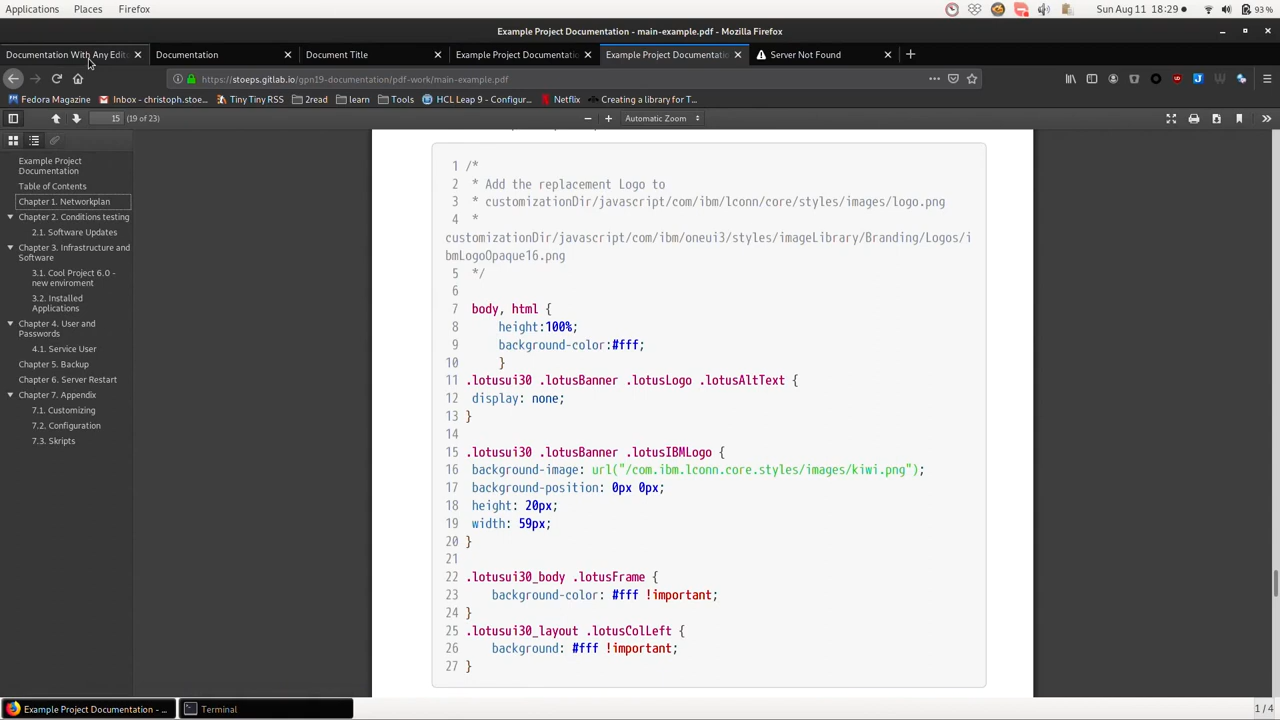 Applications Places Firefox Sun Aug 11 18:29 93 %
Example Project Documentation - main-example.pdf - Mozilla Firefox
Documentation With Any Edit Documentation Document Title Example Project Documentatio Example Project Documentatio Server Not Found
https://stoeps.gitlab.io/gpn19-documentation/pdf-work/main-example.pdf
Fedora Magazine Inbox - christoph.stoe... Tiny Tiny RSS 2read learn Tools HCL Leap 9 - Configur... Netflix Creating a library for T...
15 (19 of 23) Automatic Zoom
Example Project
Documentation
Table of Contents
Chapter 1. Networkplan
Chapter 2. Conditions testing
2.1. Software Updates
Chapter 3. Infrastructure and
Software
3.1. Cool Project 6.0 -
new enviroment
3.2. Installed
Applications
Chapter 4. User and
Passwords
4.1. Service User
Chapter 5. Backup
Chapter 6. Server Restart
Chapter 7. Appendix
7.1. Customizing
7.2. Configuration
7.3. Skripts
1 /*
2 * Add the replacement Logo to
3 * customizationDir/javascript/com/ibm/lconn/core/styles/images/logo.png
4 *
customizationDir/javascript/com/ibm/oneui3/styles/imageLibrary/Branding/Logos/i
bmLogoOpaque16.png
5 */
6
7 body, html {
8 height:100%;
9 background-color:#fff;
10 }
11 .lotusui30 .lotusBanner .lotusLogo .lotusAltText {
12 display: none;
13 }
14
15 .lotusui30 .lotusBanner .lotusIBMLogo {
16 background-image: url("/com.ibm.lconn.core.styles/images/kiwi.png");
17 background-position: 0px 0px;
18 height: 20px;
19 width: 59px;
20 }
21
22 .lotusui30_body .lotusFrame {
23 background-color: #fff !important;
24 }
25 .lotusui30_layout .lotusColLeft {
26 background: #fff !important;
27 }
Example Project Documentation - ... Terminal 1 / 4